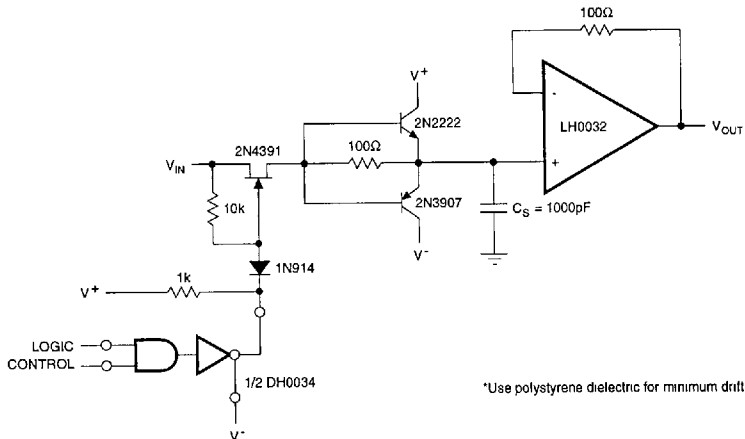 100Ω
V+
2N2222
LH0032
-
+
VOUT
2N4391
100Ω
VIN
10k
2N3907
CS = 1000pF
V-
1N914
1k
V+
LOGIC
CONTROL
1/2 DH0034
V-
*Use polystyrene dielectric for minimum drift